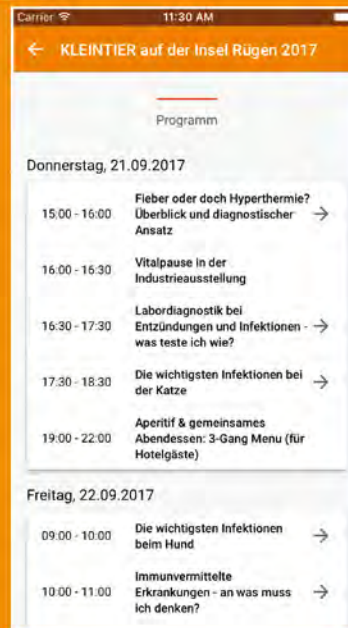 Carrier 11:30 AM
← KLEINTIER auf der Insel Rügen 2017
Programm
Donnerstag, 21.09.2017
15:00 - 16:00 Fieber oder doch Hyperthermie?
Überblick und diagnostischer →
Ansatz
16:00 - 16:30 Vitalpause in der
Industrieausstellung
Labordiagnostik bei
16:30 - 17:30 Entzündungen und Infektionen - →
was teste ich wie?
17:30 - 18:30 Die wichtigsten Infektionen bei →
der Katze
Aperitif & gemeinsames
19:00 - 22:00 Abendessen: 3-Gang Menu (für
Hotelgäste)
Freitag, 22.09.2017
09:00 - 10:00 Die wichtigsten Infektionen →
beim Hund
Immunvermittelte
10:00 - 11:00 Erkrankungen - an was muss →
ich denken?